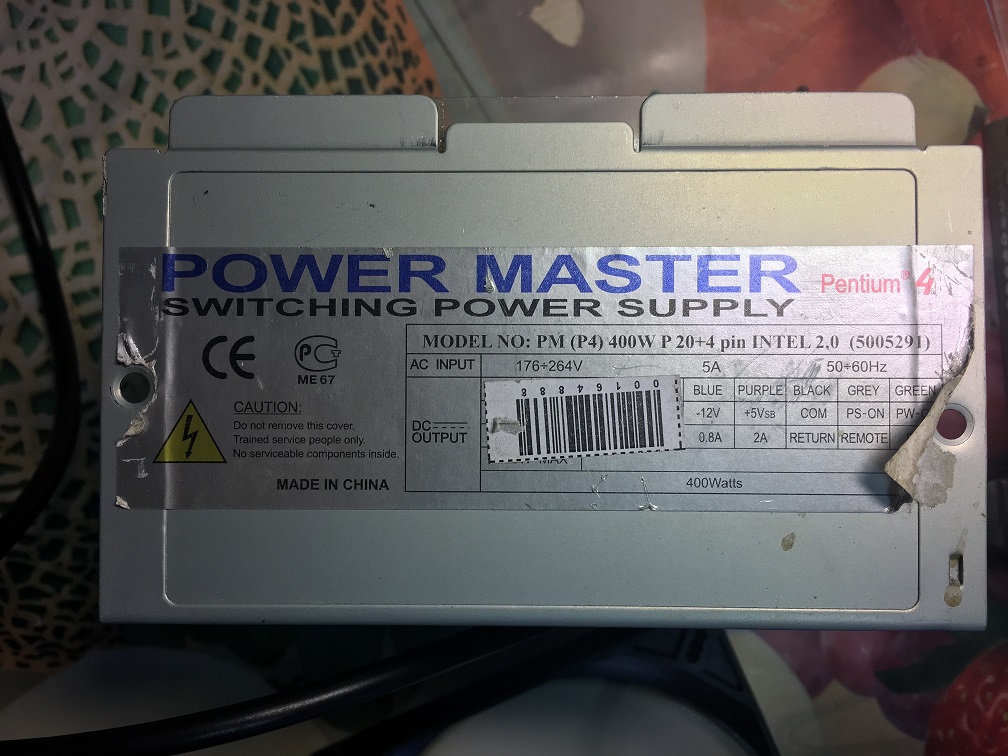 POWER MASTER
Pentium® 4
SWITCHING POWER SUPPLY
CE
PCT
ME 67
MODEL NO: PM (P4) 400W P 20+4 pin INTEL 2,0 (5005291)
AC INPUT 176÷264V 5A 50÷60Hz
BLUE PURPLE BLACK GREY GREEN
DC OUTPUT
-12V +5VSB COM PS-ON
0.8A 2A RETURN REMOTE
MAX
400Watts
00164888
CAUTION:
Do not remove this cover.
Trained service people only.
No serviceable components inside.
MADE IN CHINA